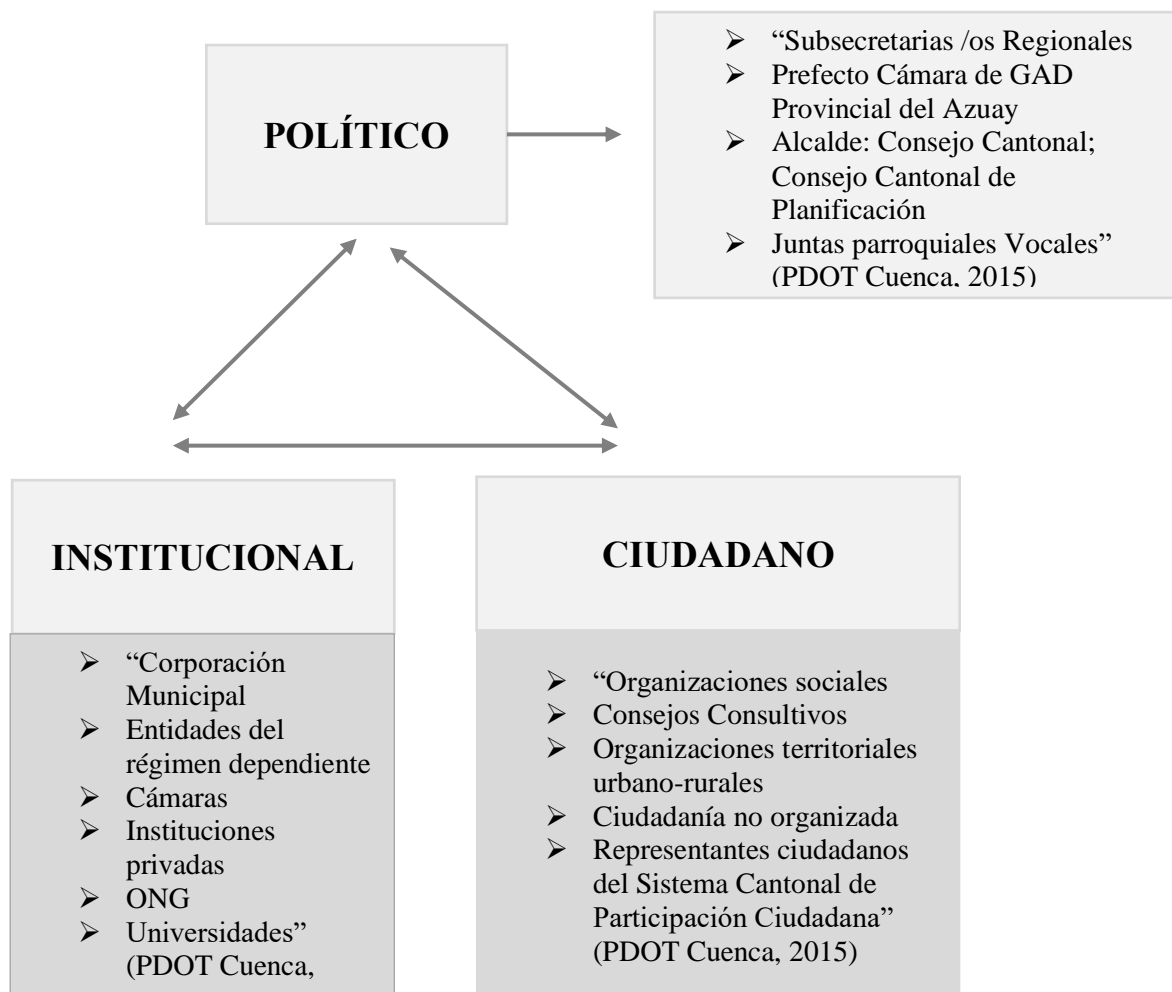 POLÍTICO
➢ “Subsecretarias /os Regionales
➢ Prefecto Cámara de GAD
Provincial del Azuay
➢ Alcalde: Consejo Cantonal;
Consejo Cantonal de
Planificación
➢ Juntas parroquiales Vocales”
(PDOT Cuenca, 2015)
INSTITUCIONAL
➢ “Corporación
Municipal
➢ Entidades del
régimen dependiente
➢ Cámaras
➢ Instituciones
privadas
➢ ONG
➢ Universidades”
(PDOT Cuenca,
CIUDADANO
➢ “Organizaciones sociales
➢ Consejos Consultivos
➢ Organizaciones territoriales
urbano-rurales
➢ Ciudadanía no organizada
➢ Representantes ciudadanos
del Sistema Cantonal de
Participación Ciudadana”
(PDOT Cuenca, 2015)